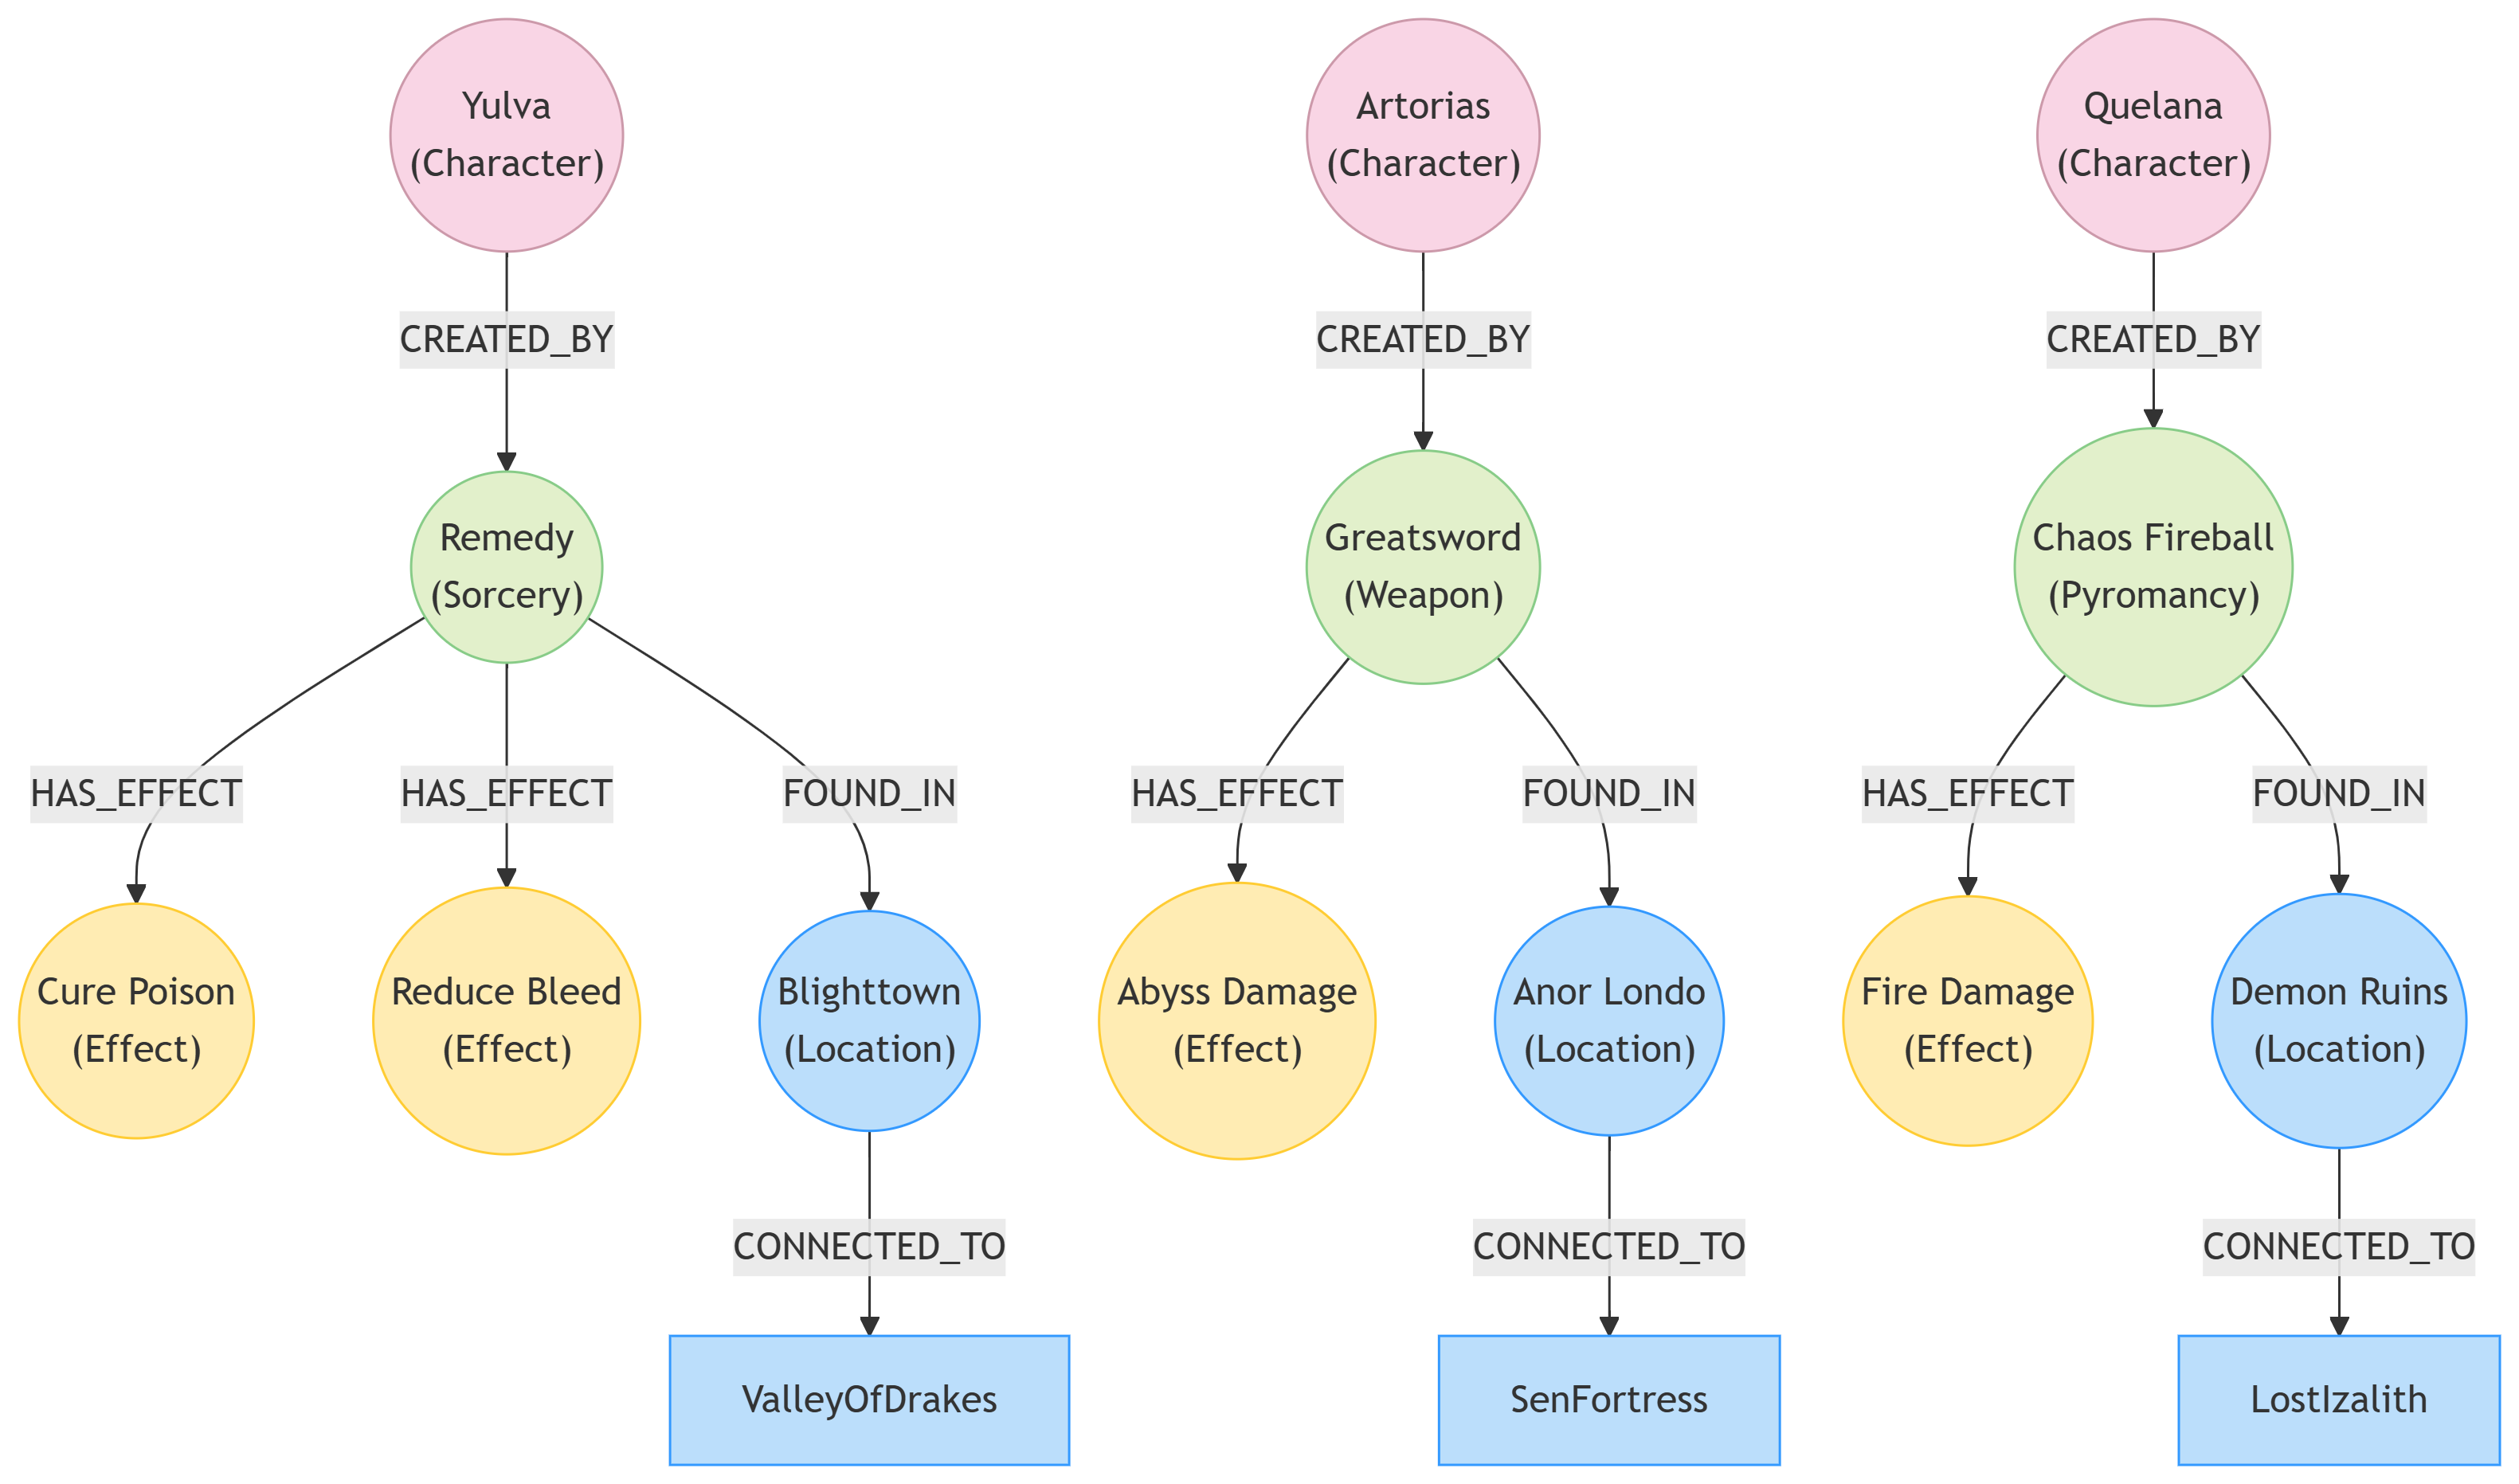 Yulva
(Character)
Artorias
(Character)
Quelana
(Character)
CREATED_BY
CREATED_BY
CREATED_BY
Remedy
(Sorcery)
Greatsword
(Weapon)
Chaos Fireball
(Pyromancy)
HAS_EFFECT
HAS_EFFECT
FOUND_IN
HAS_EFFECT
FOUND_IN
HAS_EFFECT
FOUND_IN
Cure Poison
(Effect)
Reduce Bleed
(Effect)
Blighttown
(Location)
Abyss Damage
(Effect)
Anor Londo
(Location)
Fire Damage
(Effect)
Demon Ruins
(Location)
CONNECTED_TO
CONNECTED_TO
CONNECTED_TO
ValleyOfDrakes
SenFortress
LostIzalith